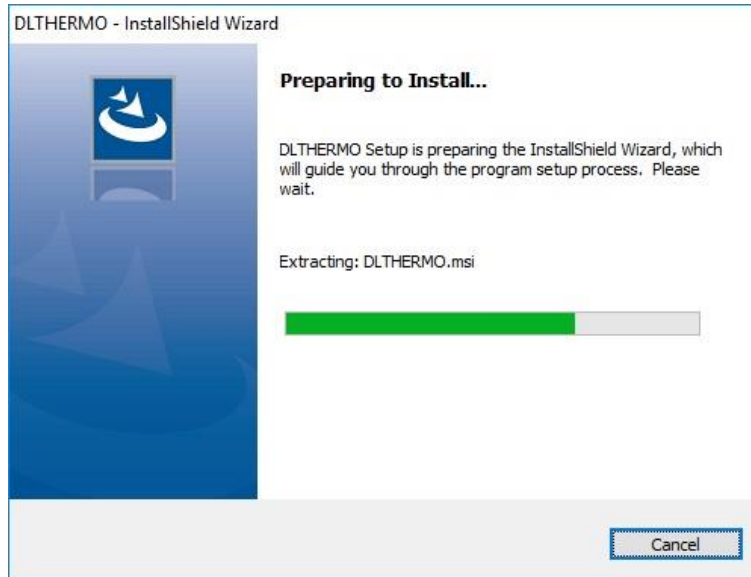 DLTHERMO - InstallShield Wizard
Preparing to Install...
DLTHERMO Setup is preparing the InstallShield Wizard, which
will guide you through the program setup process. Please
wait.
Extracting: DLTHERMO.msi
Cancel